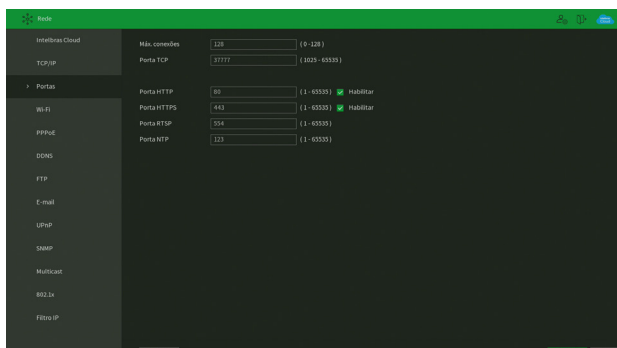 Rede
Intelbras Cloud
TCP/IP
Portas
Wi-Fi
PPPoE
DDNS
FTP
E-mail
UPnP
SNMP
Multicast
802.1x
Filtro IP
Máx. conexões 128 (0-128)
Porta TCP 37777 (1025-65535)
Porta HTTP 80 (1-65535) Habilitar
Porta HTTPS 443 (1-65535) Habilitar
Porta RTSP 554 (1-65535)
Porta NTP 123 (1-65535)